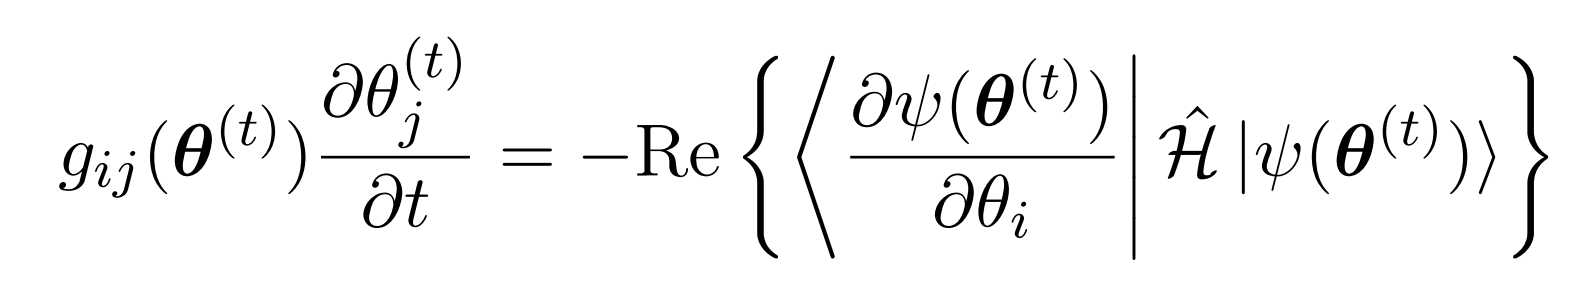 $g_{ij}(\boldsymbol{\theta}^{(t)})\frac{\partial \theta_j^{(t)}}{\partial t} = -\mathrm{Re}\left\{\left\langle \frac{\partial \psi(\boldsymbol{\theta}^{(t)})}{\partial \theta_i} \right| \hat{\mathcal{H}} \left| \psi(\boldsymbol{\theta}^{(t)}) \right\rangle\right\}$